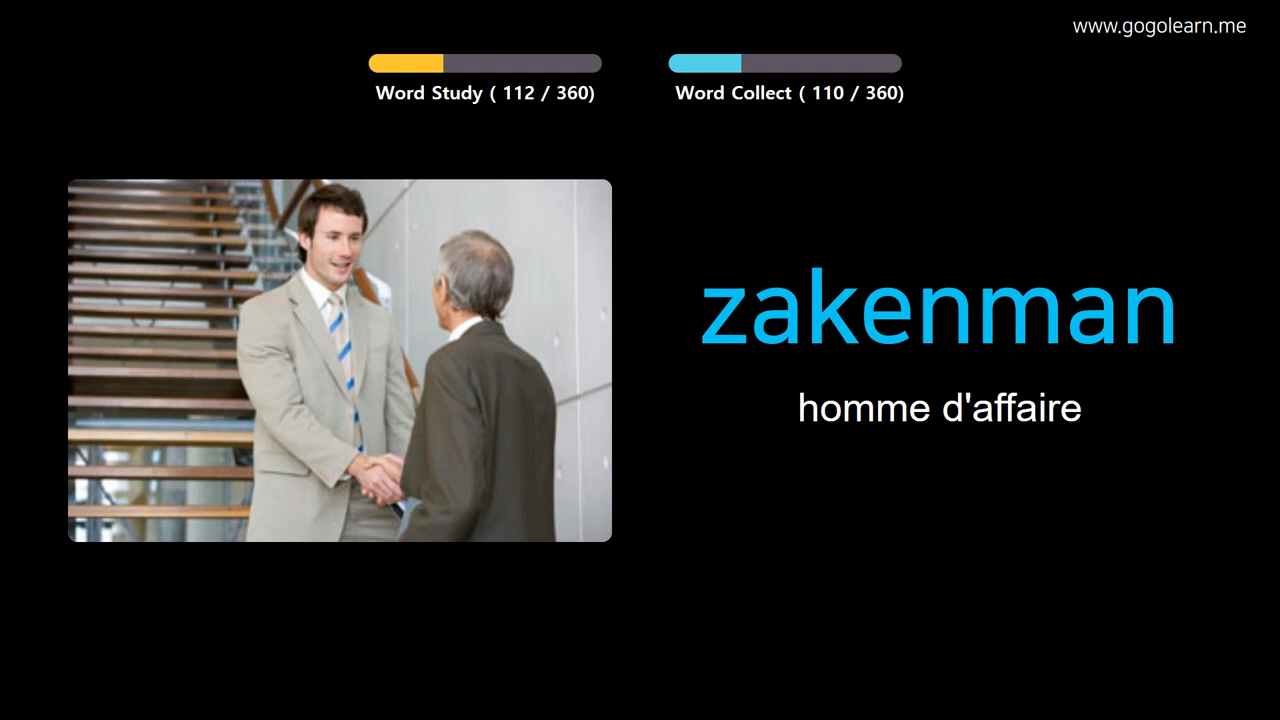 www.gogolearn.me
Word Study ( 112 / 360)
Word Collect ( 110 / 360)
zakenman
homme d'affaire